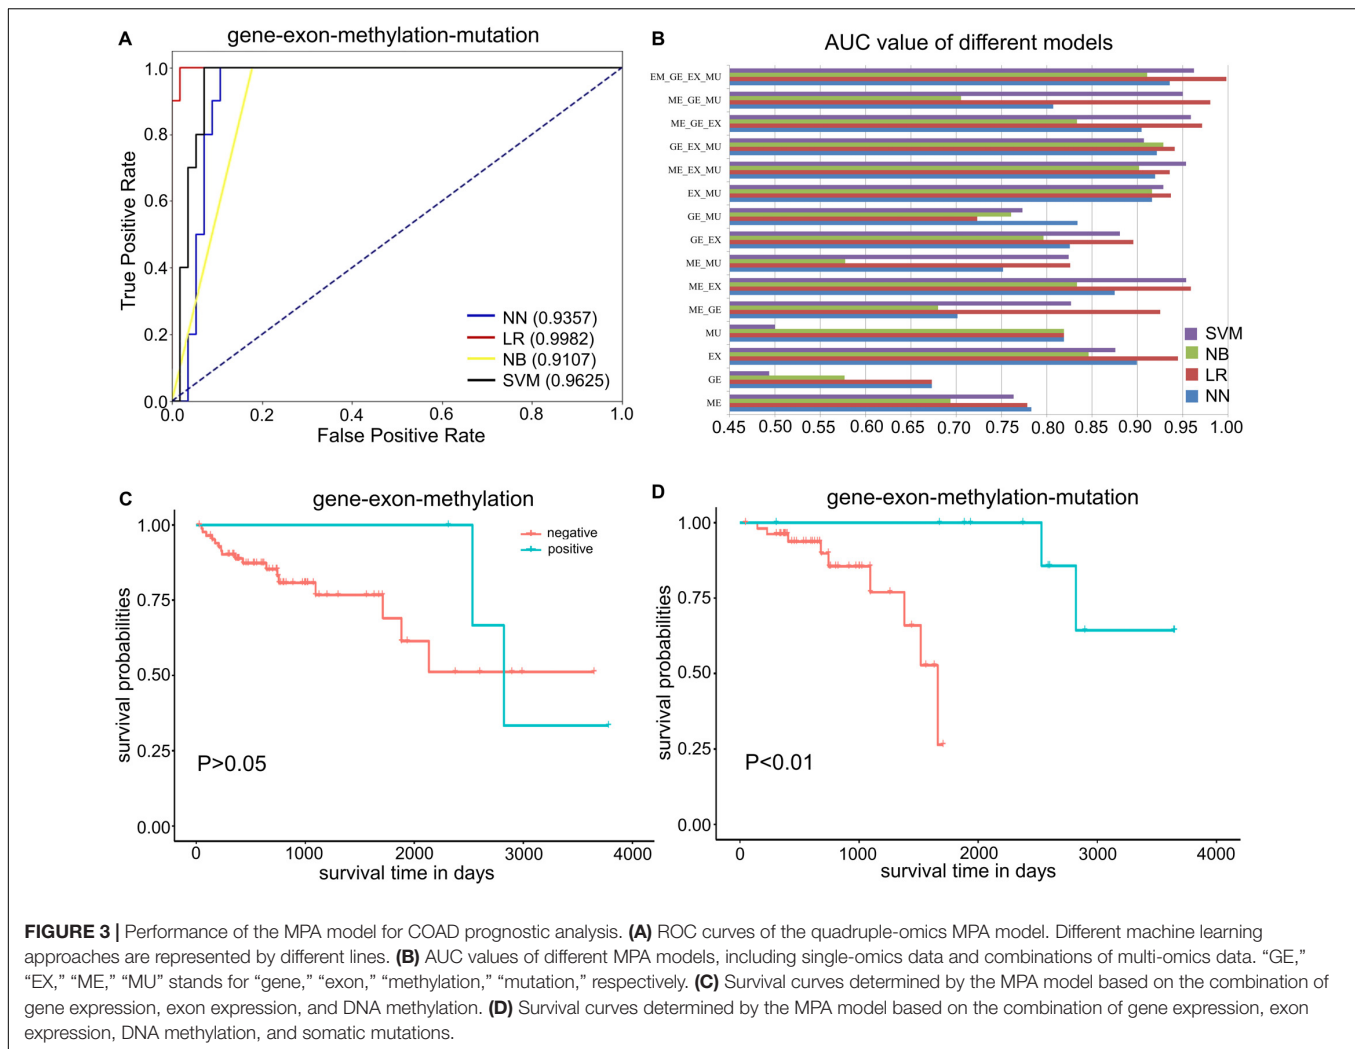 A
gene-exon-methylation-mutation
1.0
0.8
0.6
0.4
0.2
0.0
True Positive Rate
0.0 0.2 0.4 0.6 0.8 1.0
False Positive Rate
NN (0.9357)
LR (0.9982)
NB (0.9107)
SVM (0.9625)
B
AUC value of different models
EM_GE_EX_MU
ME_GE_MU
ME_GE_EX
GE_EX_MU
ME_EX_MU
EX_MU
GE_MU
GE_EX
ME_MU
ME_EX
ME_GE
MU
EX
GE
ME
SVM
NB
LR
NN
0.45 0.50 0.55 0.60 0.65 0.70 0.75 0.80 0.85 0.90 0.95 1.00
C
gene-exon-methylation
1.00
0.75
0.50
0.25
0.00
survival probabilities
negative
positive
P>0.05
0 1000 2000 3000 4000
survival time in days
D
gene-exon-methylation-mutation
1.00
0.75
0.50
0.25
0.00
survival probabilities
P<0.01
0 1000 2000 3000 4000
survival time in days
FIGURE 3 | Performance of the MPA model for COAD prognostic analysis. (A) ROC curves of the quadruple-omics MPA model. Different machine learning
approaches are represented by different lines. (B) AUC values of different MPA models, including single-omics data and combinations of multi-omics data. “GE,”
“EX,” “ME,” “MU” stands for “gene,” “exon,” “methylation,” “mutation,” respectively. (C) Survival curves determined by the MPA model based on the combination of
gene expression, exon expression, and DNA methylation. (D) Survival curves determined by the MPA model based on the combination of gene expression, exon
expression, DNA methylation, and somatic mutations.